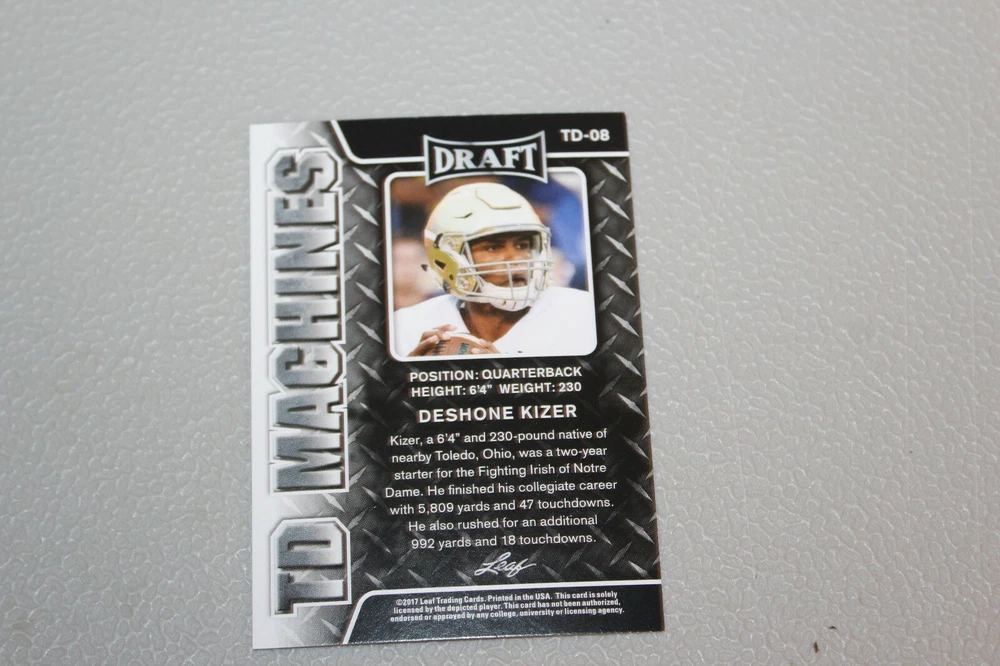 TD MACHINES
DRAFT
TD-08
POSITION: QUARTERBACK
HEIGHT: 6'4" WEIGHT: 230
DESHONE KIZER
Kizer, a 6'4" and 230-pound native of
nearby Toledo, Ohio, was a two-year
starter for the Fighting Irish of Notre
Dame. He finished his collegiate career
with 5,809 yards and 47 touchdowns.
He also rushed for an additional
992 yards and 18 touchdowns.
Leaf
©2017 Leaf Trading Cards. Printed in the USA. This card is solely
licensed by the depicted player. This card has not been authorized,
endorsed or approved by any college, university or licensing agency.